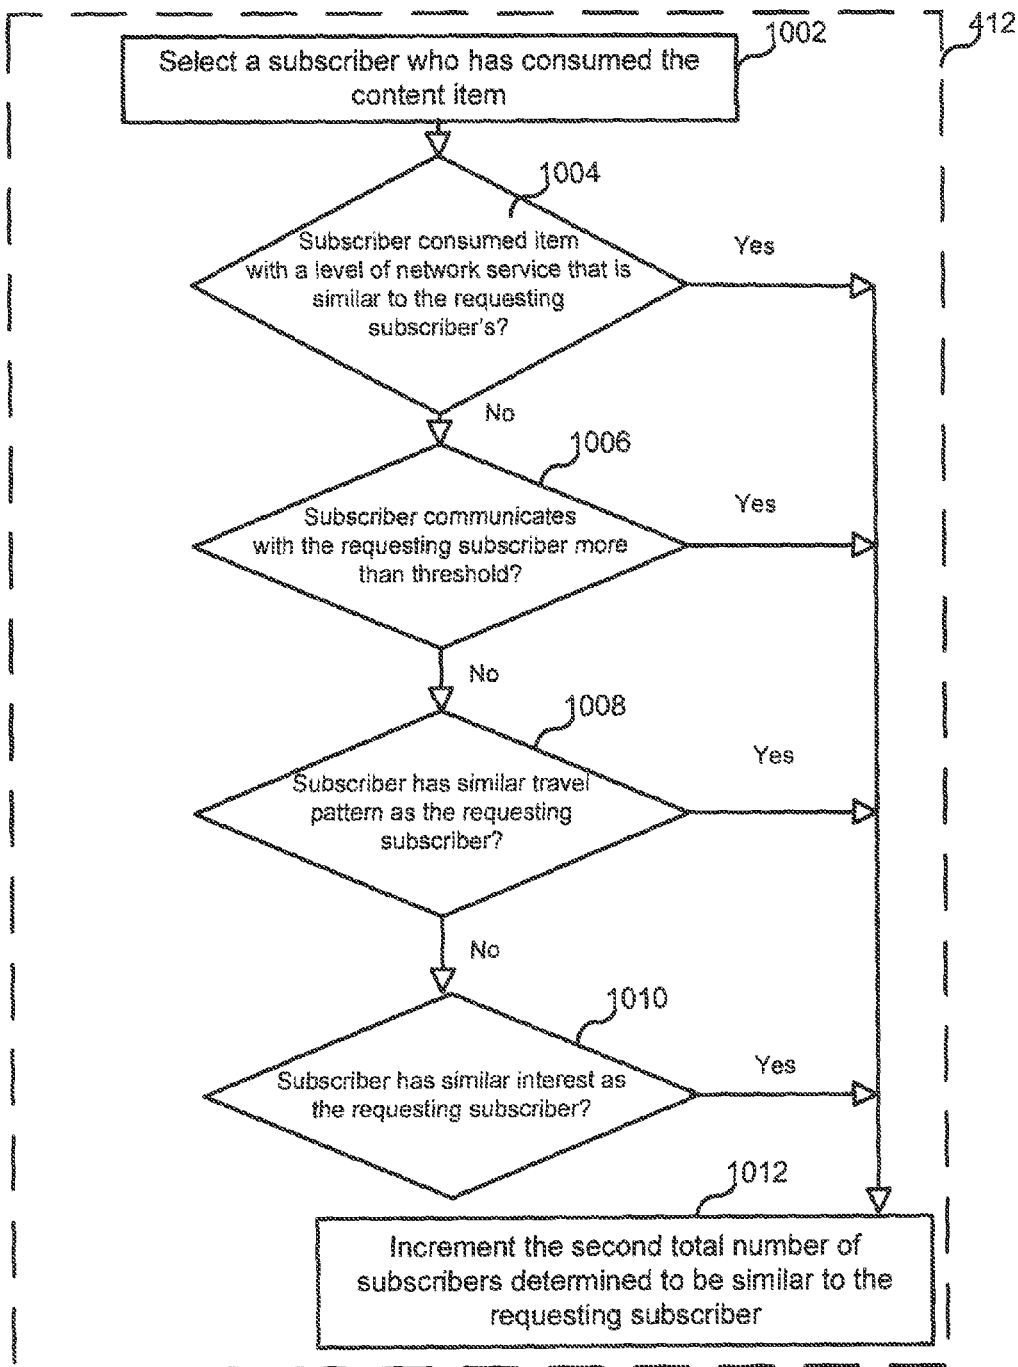 412
1002
Select a subscriber who has consumed the
content item
1004
Subscriber consumed item
with a level of network service that is
similar to the requesting
subscriber's?
Yes
No
1006
Subscriber communicates
with the requesting subscriber more
than threshold?
Yes
No
1008
Subscriber has similar travel
pattern as the requesting
subscriber?
Yes
No
1010
Subscriber has similar interest as
the requesting subscriber?
Yes
1012
Increment the second total number of
subscribers determined to be similar to the
requesting subscriber